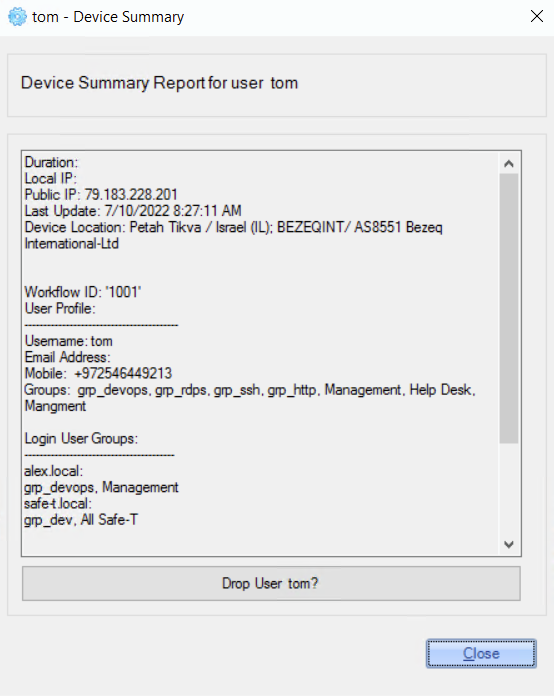 tom - Device Summary
Device Summary Report for user tom
Duration:
Local IP:
Public IP: 79.183.228.201
Last Update: 7/10/2022 8:27:11 AM
Device Location: Petah Tikva / Israel (IL); BEZEQINT/ AS8551 Bezeq
International-Ltd
Workflow ID: '1001'
User Profile:
-----------------------------------------
Username: tom
Email Address:
Mobile: +972546449213
Groups: grp_devops, grp_rdps, grp_ssh, grp_http, Management, Help Desk,
Mangment
Login User Groups:
----------------------------------------
alex.local:
grp_devops, Management
safe-t.local:
grp_dev, All Safe-T
Drop User tom?
Close